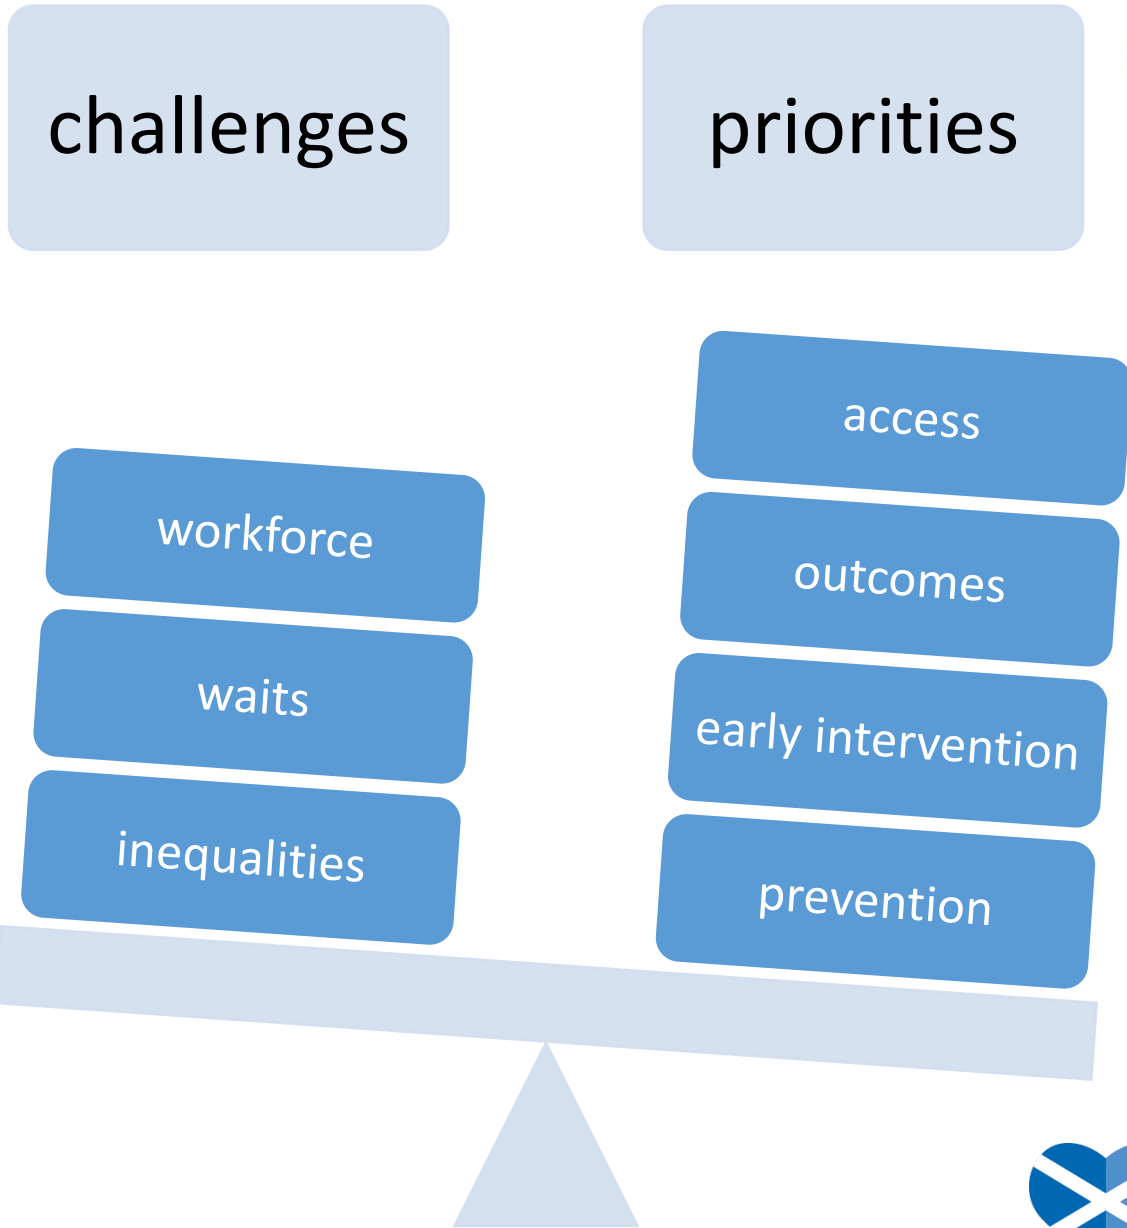 challenges
priorities
workforce
waits
inequalities
access
outcomes
early intervention
prevention